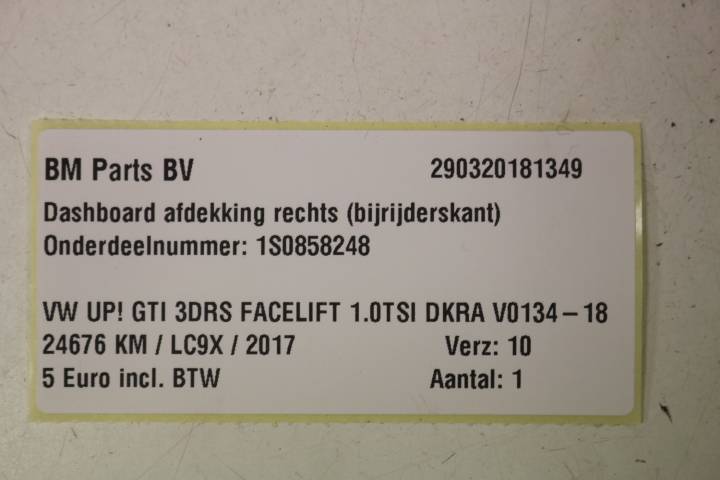 BM Parts BV 290320181349
Dashboard afdekking rechts (bijrijderskant)
Onderdeelnummer: 1S0858248
VW UP! GTI 3DRS FACELIFT 1.0TSI DKRA V0134-18
24676 KM / LC9X / 2017 Verz: 10
5 Euro incl. BTW Aantal: 1